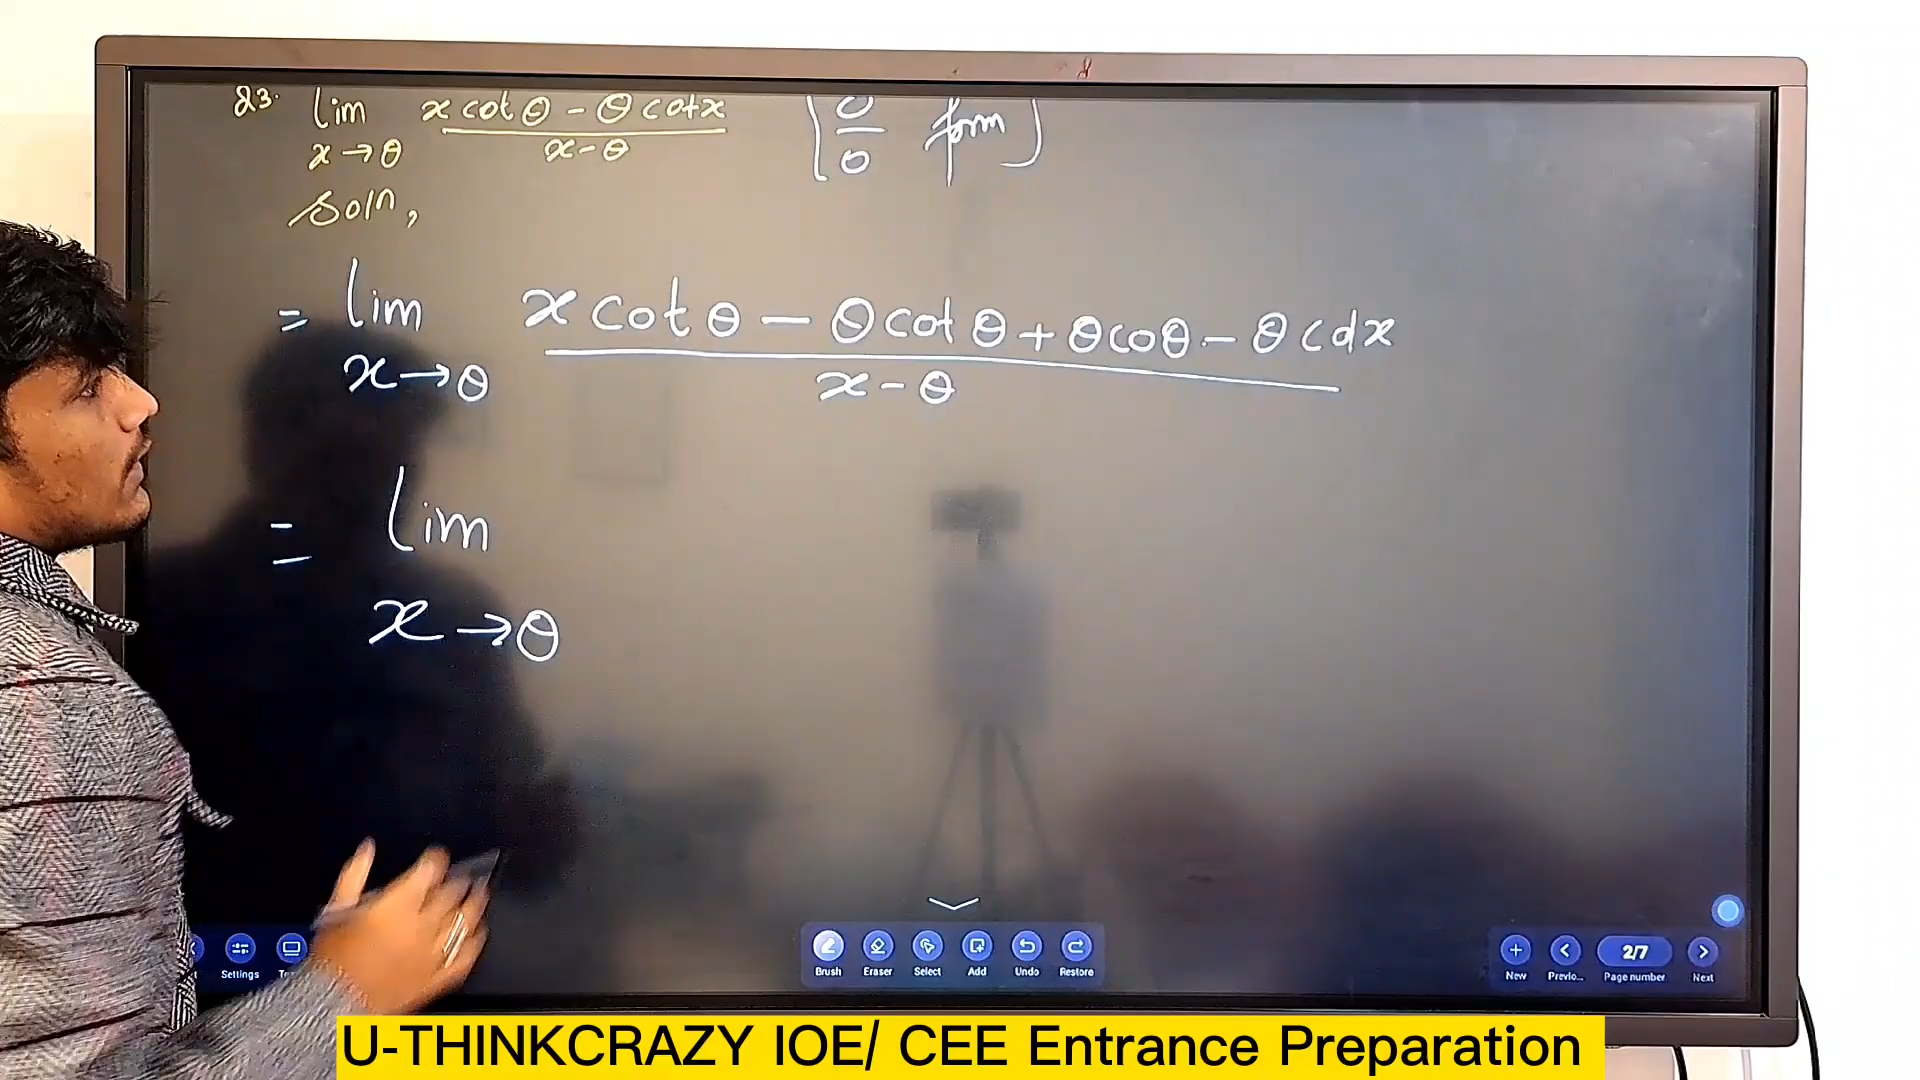 Q3. lim x cot θ - θ cot x [0/0 form]
x→θ x-θ
Soln,
= lim x cot θ - θ cot θ + θ coθ - θ cot x
x→θ x-θ
= lim
x→θ
Settings
Brush Eraser Select Add Undo Restore
2/7
New Previo... Page number Next
U-THINKCRAZY IOE/ CEE Entrance Preparation